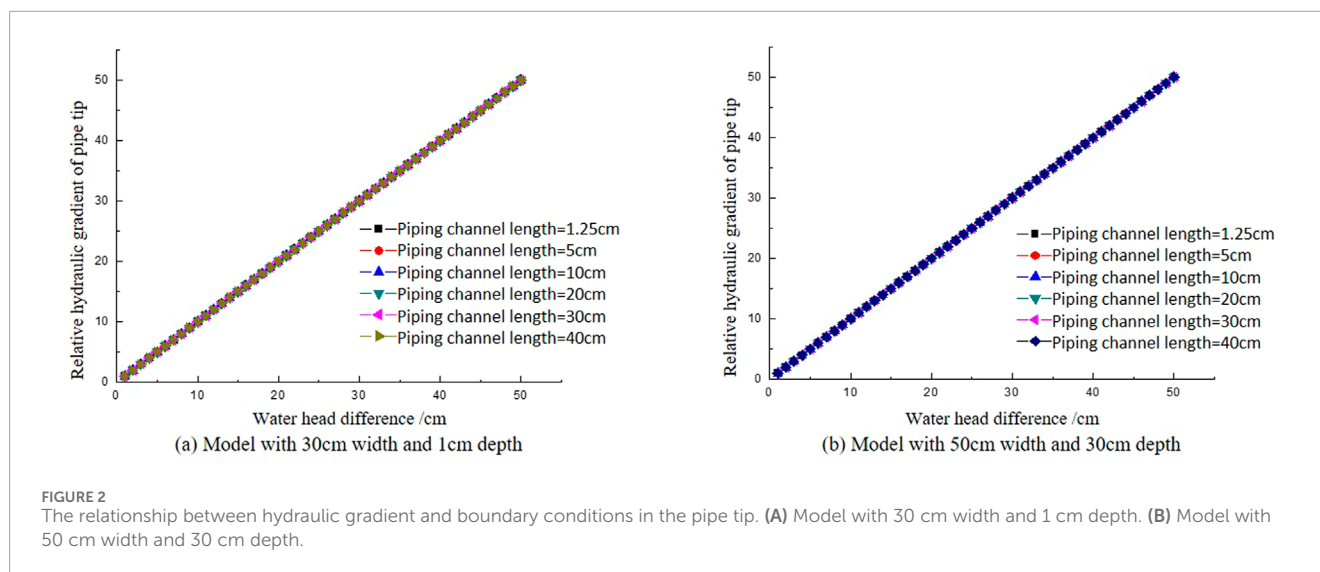 Relative hydraulic gradient of pipe tip
50
40
30
20
10
0
Piping channel length=1.25cm
Piping channel length=5cm
Piping channel length=10cm
Piping channel length=20cm
Piping channel length=30cm
Piping channel length=40cm
0 10 20 30 40 50
Water head difference /cm
(a) Model with 30cm width and 1cm depth
Relative hydraulic gradient of pipe tip
50
40
30
20
10
0
Piping channel length=1.25cm
Piping channel length=5cm
Piping channel length=10cm
Piping channel length=20cm
Piping channel length=30cm
Piping channel length=40cm
0 10 20 30 40 50
Water head difference /cm
(b) Model with 50cm width and 30cm depth
FIGURE 2
The relationship between hydraulic gradient and boundary conditions in the pipe tip. (A) Model with 30 cm width and 1 cm depth. (B) Model with
50 cm width and 30 cm depth.